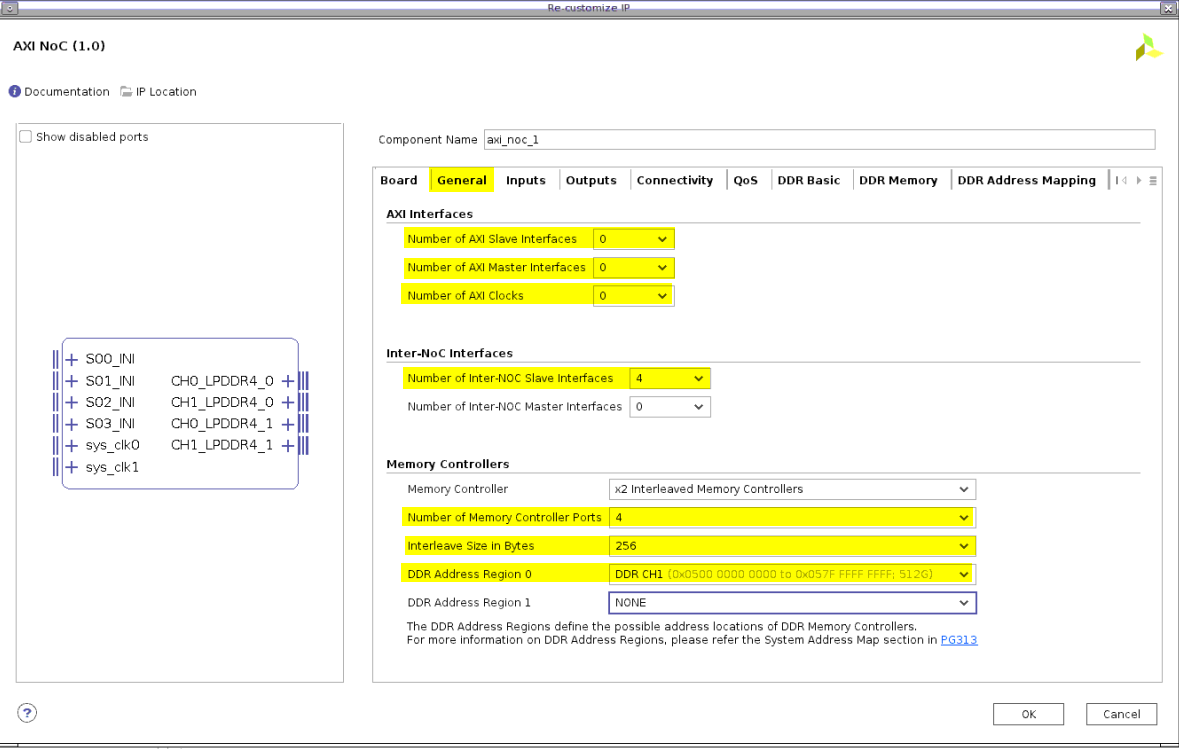 Re-customize IP
AXI NoC (1.0)
Documentation IP Location
Show disabled ports
S00_INI
S01_INI CH0_LPDDR4_0
S02_INI CH1_LPDDR4_0
S03_INI CH0_LPDDR4_1
sys_clk0 CH1_LPDDR4_1
sys_clk1
Component Name axi_noc_1
Board General Inputs Outputs Connectivity QoS DDR Basic DDR Memory DDR Address Mapping
AXI Interfaces
Number of AXI Slave Interfaces 0
Number of AXI Master Interfaces 0
Number of AXI Clocks 0
Inter-NoC Interfaces
Number of Inter-NOC Slave Interfaces 4
Number of Inter-NOC Master Interfaces 0
Memory Controllers
Memory Controller x2 Interleaved Memory Controllers
Number of Memory Controller Ports 4
Interleave Size in Bytes 256
DDR Address Region 0 DDR CH1 (0x0500 0000 0000 to 0x057F FFFF FFFF; 512G)
DDR Address Region 1 NONE
The DDR Address Regions define the possible address locations of DDR Memory Controllers.
For more information on DDR Address Regions, please refer the System Address Map section in PG313
?
OK Cancel